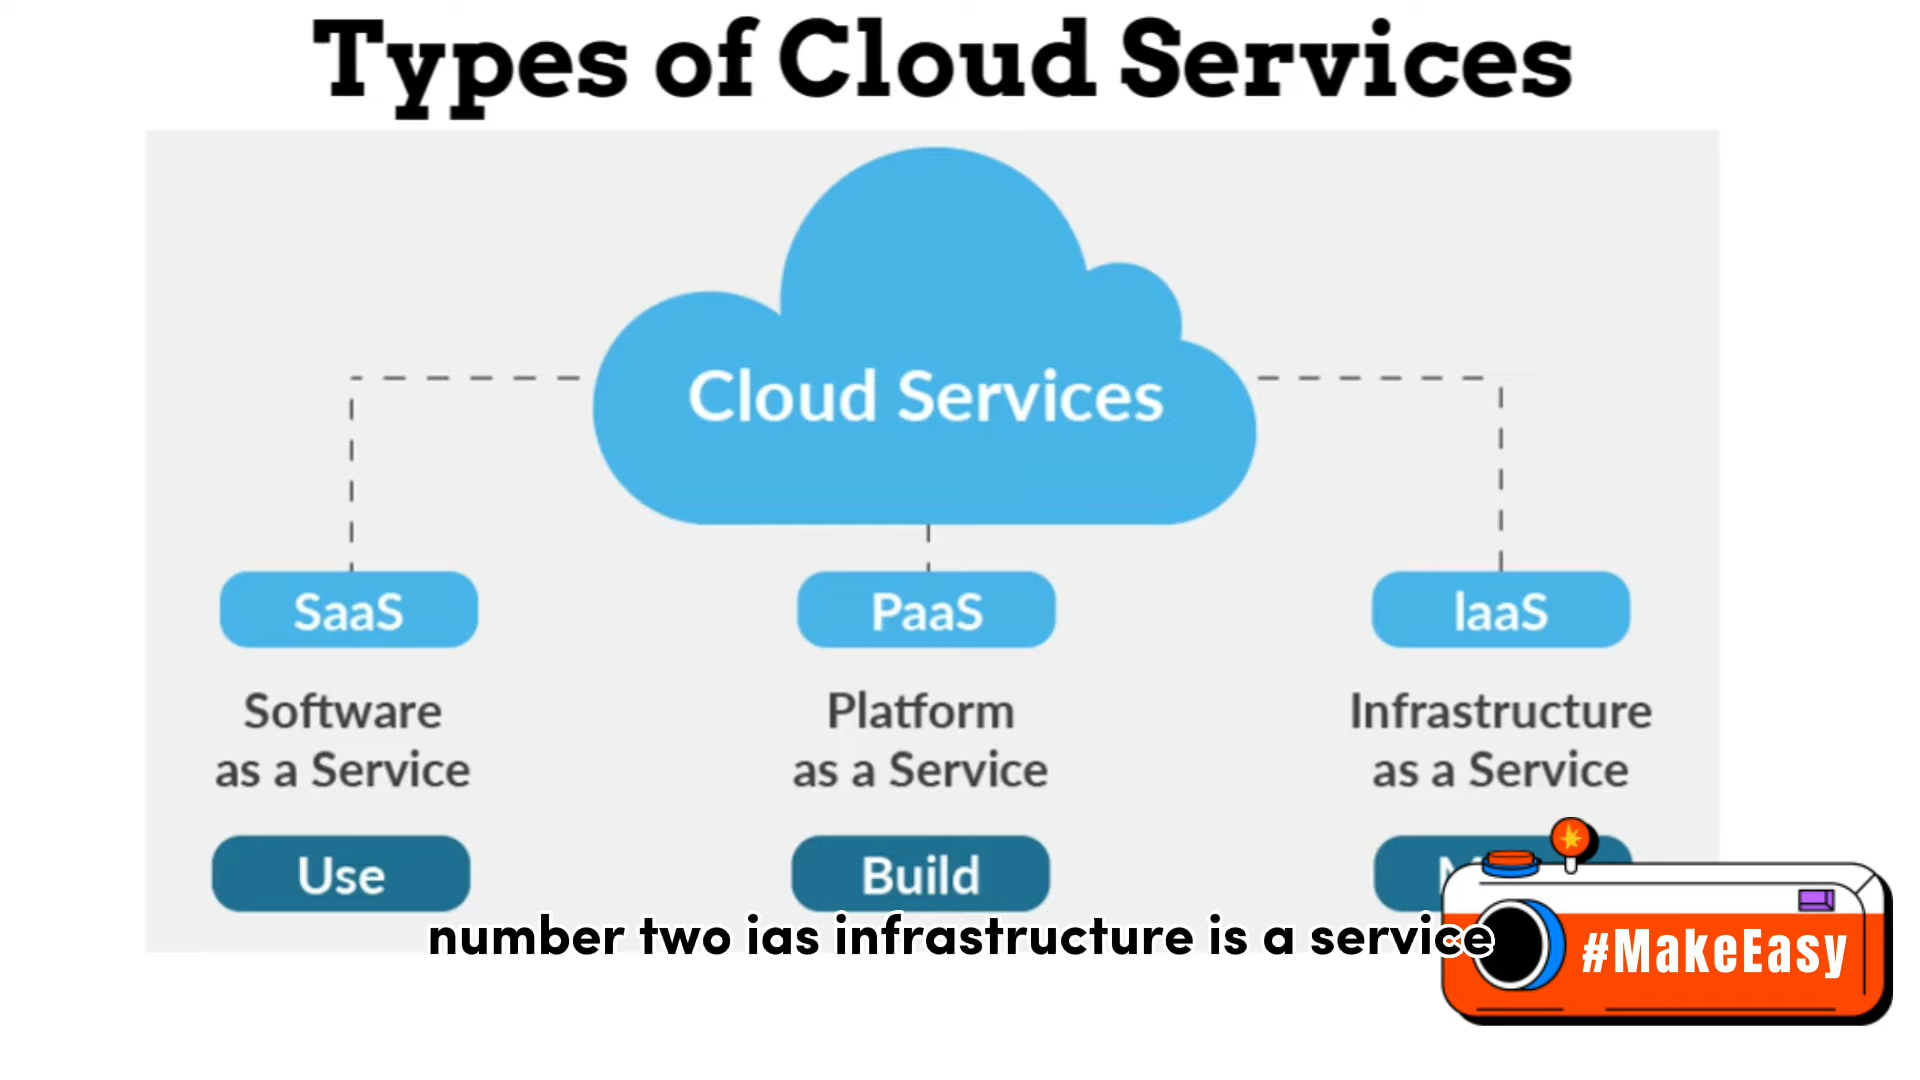 Types of Cloud Services
Cloud Services
SaaS
PaaS
IaaS
Software
as a Service
Platform
as a Service
Infrastructure
as a Service
Use
Build
number two ias infrastructure is a service
#MakeEasy